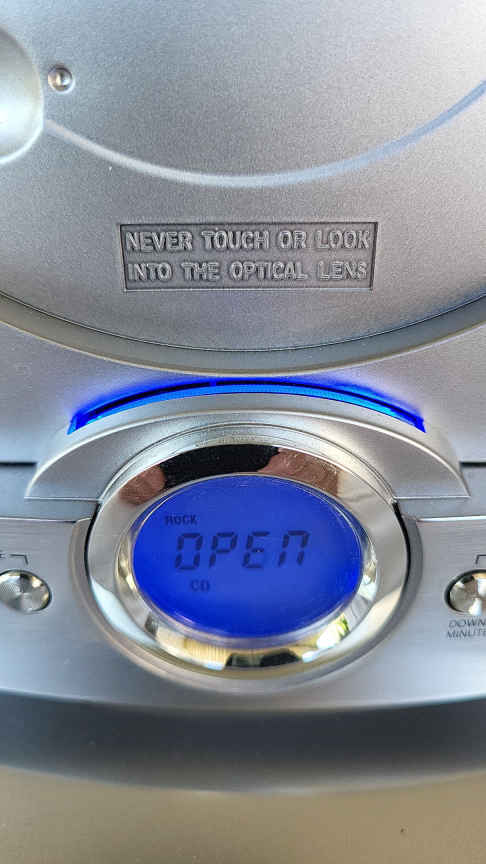 NEVER TOUCH OR LOOK
INTO THE OPTICAL LENS
ROCK
OPEN
CD
DOWN
MINUTE